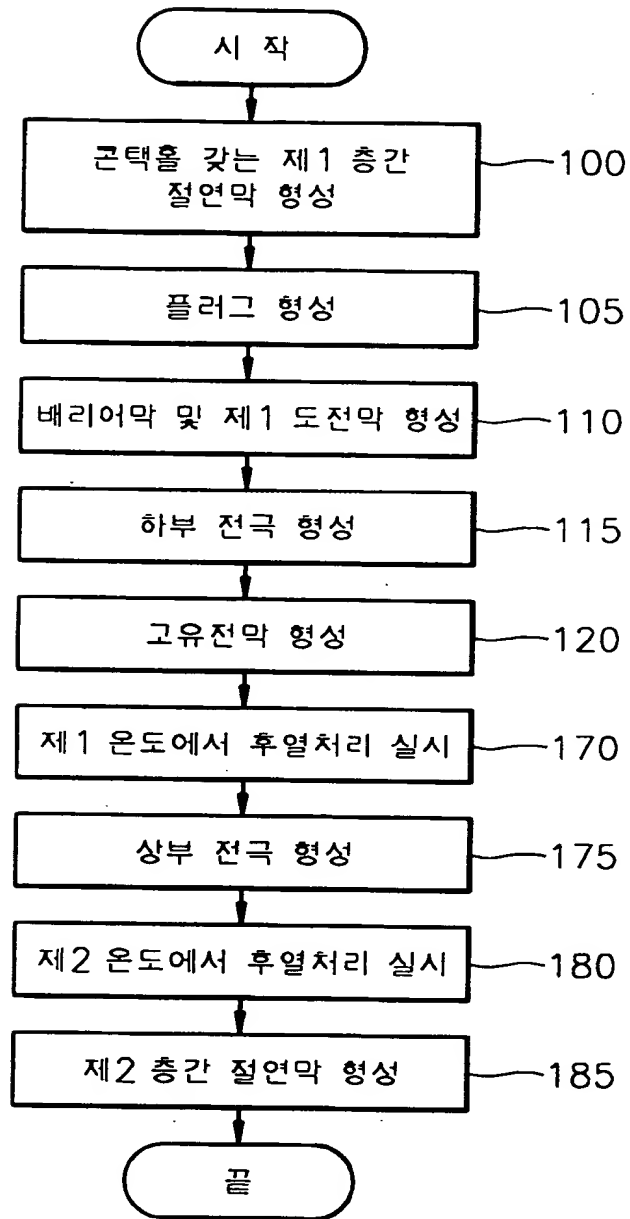 시 작
콘택홀 갖는 제1 층간
절연막 형성
100
플러그 형성
105
배리어막 및 제1 도전막 형성
110
하부 전극 형성
115
고유전막 형성
120
제1 온도에서 후열처리 실시
170
상부 전극 형성
175
제2 온도에서 후열처리 실시
180
제2 층간 절연막 형성
185
끝